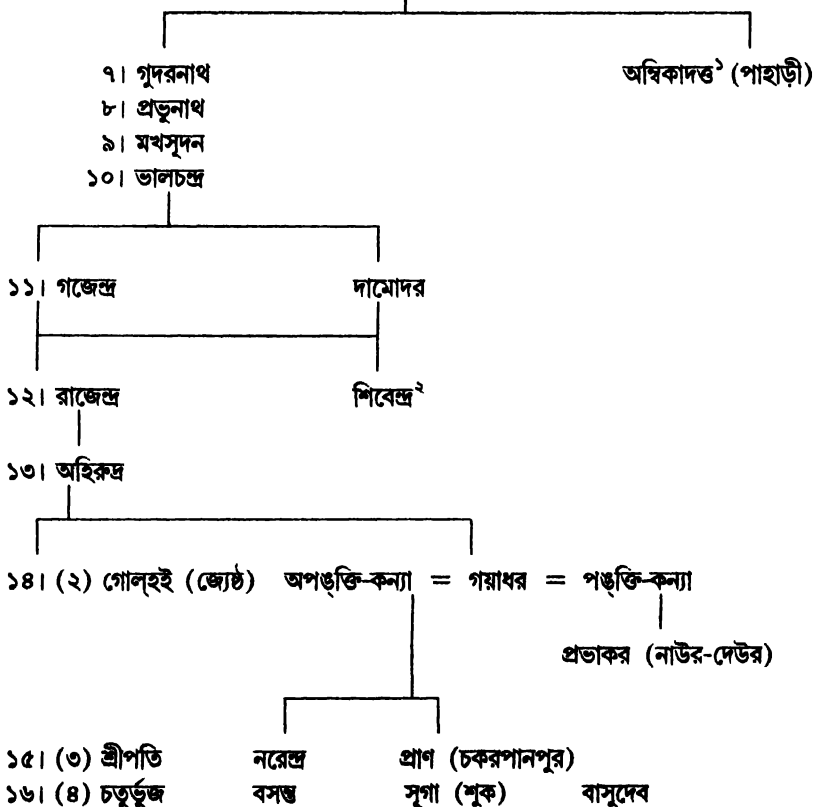 ৭। গুদরনাথ অম্বিকাদত্ত১ (পাহাড়ী)
৮। প্রভুনাথ
৯। মখসূদন
১০। ভালচন্দ্র
১১। গজেন্দ্র দামোদর
১২। রাজেন্দ্র শিবেন্দ্র২
১৩। অহিরুদ্র
১৪। (২) গোল্‌হই (জ্যেষ্ঠ) অপঙ্‌ক্তি-কন্যা = গয়াধর = পঙ্‌ক্তি-কন্যা
প্রভাকর (নাউর-দেউর)
১৫। (৩) শ্রীপতি নরেন্দ্র প্রাণ (চকরপানপুর)
১৬। (৪) চতুর্ভুজ বসন্ত সূগা (শুক) বাসুদেব